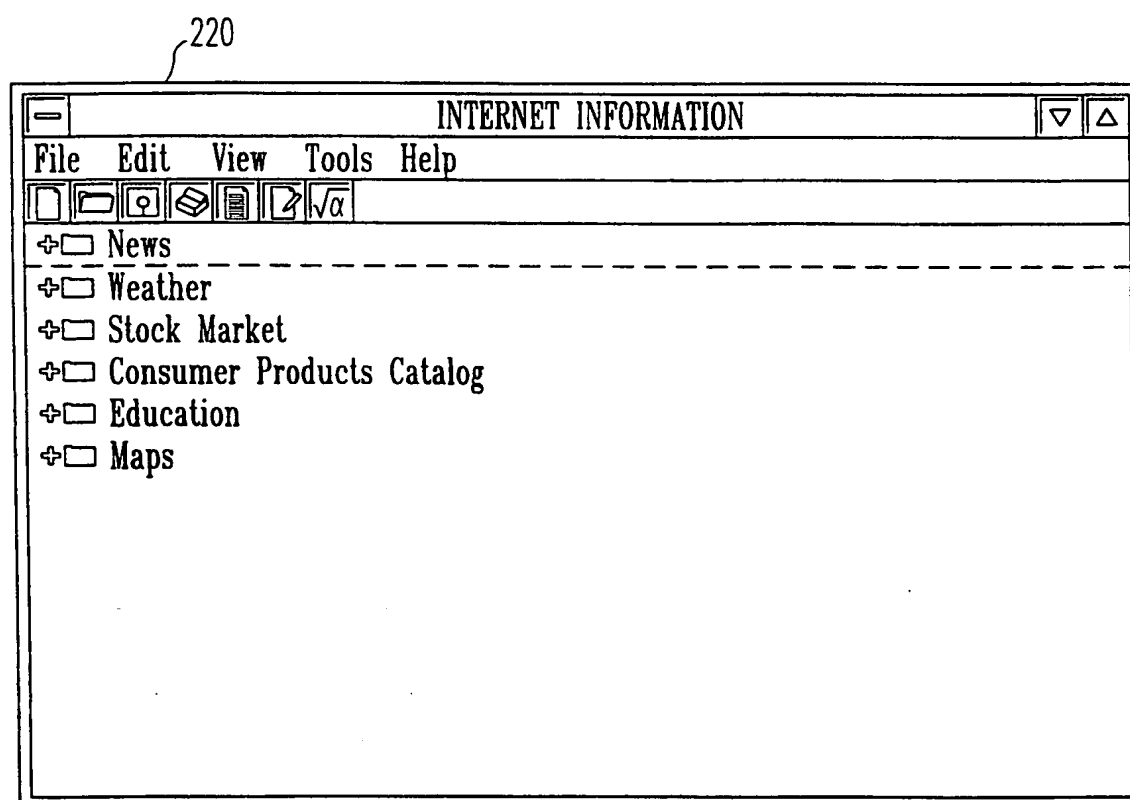 220
INTERNET INFORMATION
File Edit View Tools Help
√α
News
Weather
Stock Market
Consumer Products Catalog
Education
Maps